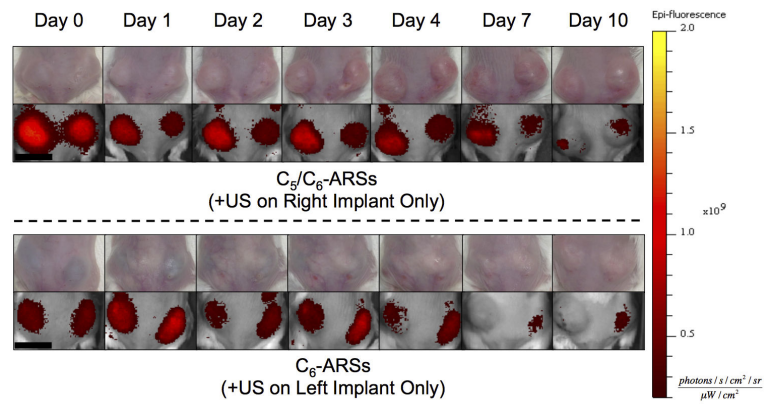 Day 0 Day 1 Day 2 Day 3 Day 4 Day 7 Day 10
Epi-fluorescence
2.0
1.5
x10⁹
1.0
0.5
photons / s / cm² / sr
µW / cm²
C₅/C₆-ARSs
(+US on Right Implant Only)
C₆-ARSs
(+US on Left Implant Only)